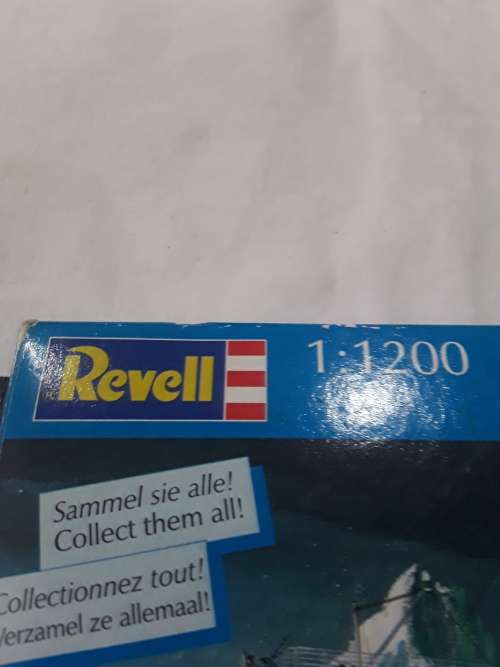 Revell
1:1200
Sammel sie alle!
Collect them all!
Collectionnez tout!
Verzamel ze allemaal!